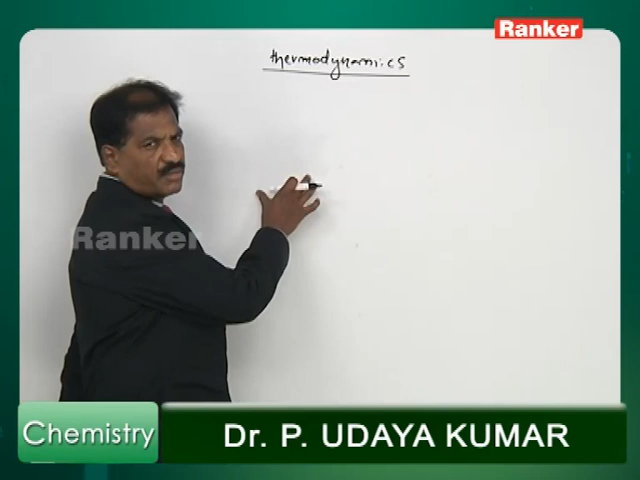 Ranker
thermodynamics
Ranker
Chemistry
Dr. P. UDAYA KUMAR